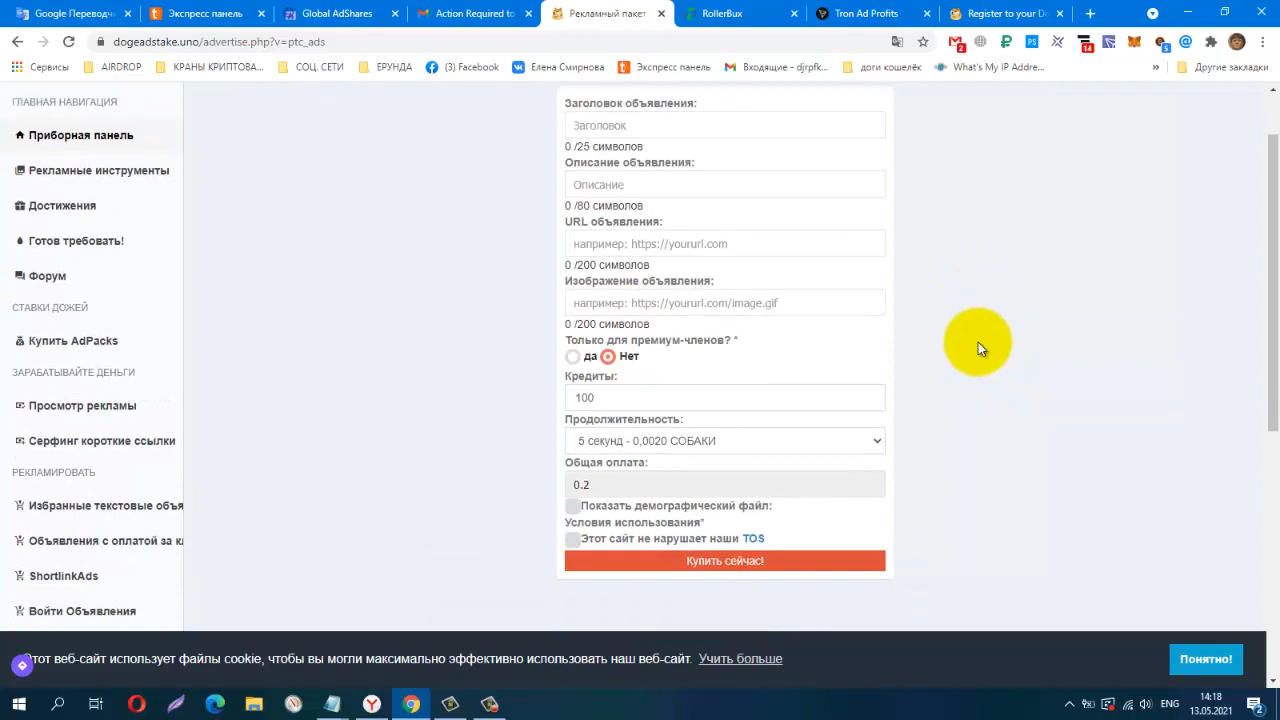 Google Переводч
Экспресс панель
Global AdShares
Action Required to
Рекламный пакет
RollerBux
Tron Ad Profits
Register to your Do
dogeadstake.uno/advertise.php?v=ptc_ads
2
PS
14
5
Сервисы
AIRDROP
КРАНЫ КРИПТОВА...
СОЦ. СЕТИ
ЕРУНДА
(3) Facebook
Елена Смирнова
Экспресс панель
Входящие - djrpfk...
доги кошелёк
What's My IP Addre...
»
Другие закладки
ГЛАВНАЯ НАВИГАЦИЯ
Приборная панель
Рекламные инструменты
Достижения
Готов требовать!
Форум
СТАВКИ ДОЖЕЙ
Купить AdPacks
ЗАРАБАТЫВАЙТЕ ДЕНЬГИ
Просмотр рекламы
Серфинг короткие ссылки
РЕКЛАМИРОВАТЬ
Избранные текстовые объя
Объявления с оплатой за кл
ShortlinkAds
Войти Объявления
Заголовок объявления:
Заголовок
0 /25 символов
Описание объявления:
Описание
0 /80 символов
URL объявления:
например: https://yoururl.com
0 /200 символов
Изображение объявления:
например: https://yoururl.com/image.gif
0 /200 символов
Только для премиум-членов? *
да Нет
Кредиты:
100
Продолжительность:
5 секунд - 0,0020 СОБАКИ
Общая оплата:
0.2
Показать демографический файл:
Условия использования*
Этот сайт не нарушает наши TOS
Купить сейчас!
Этот веб-сайт использует файлы cookie, чтобы вы могли максимально эффективно использовать наш веб-сайт. Учить больше
Понятно!
ENG
14:18
13.05.2021
2